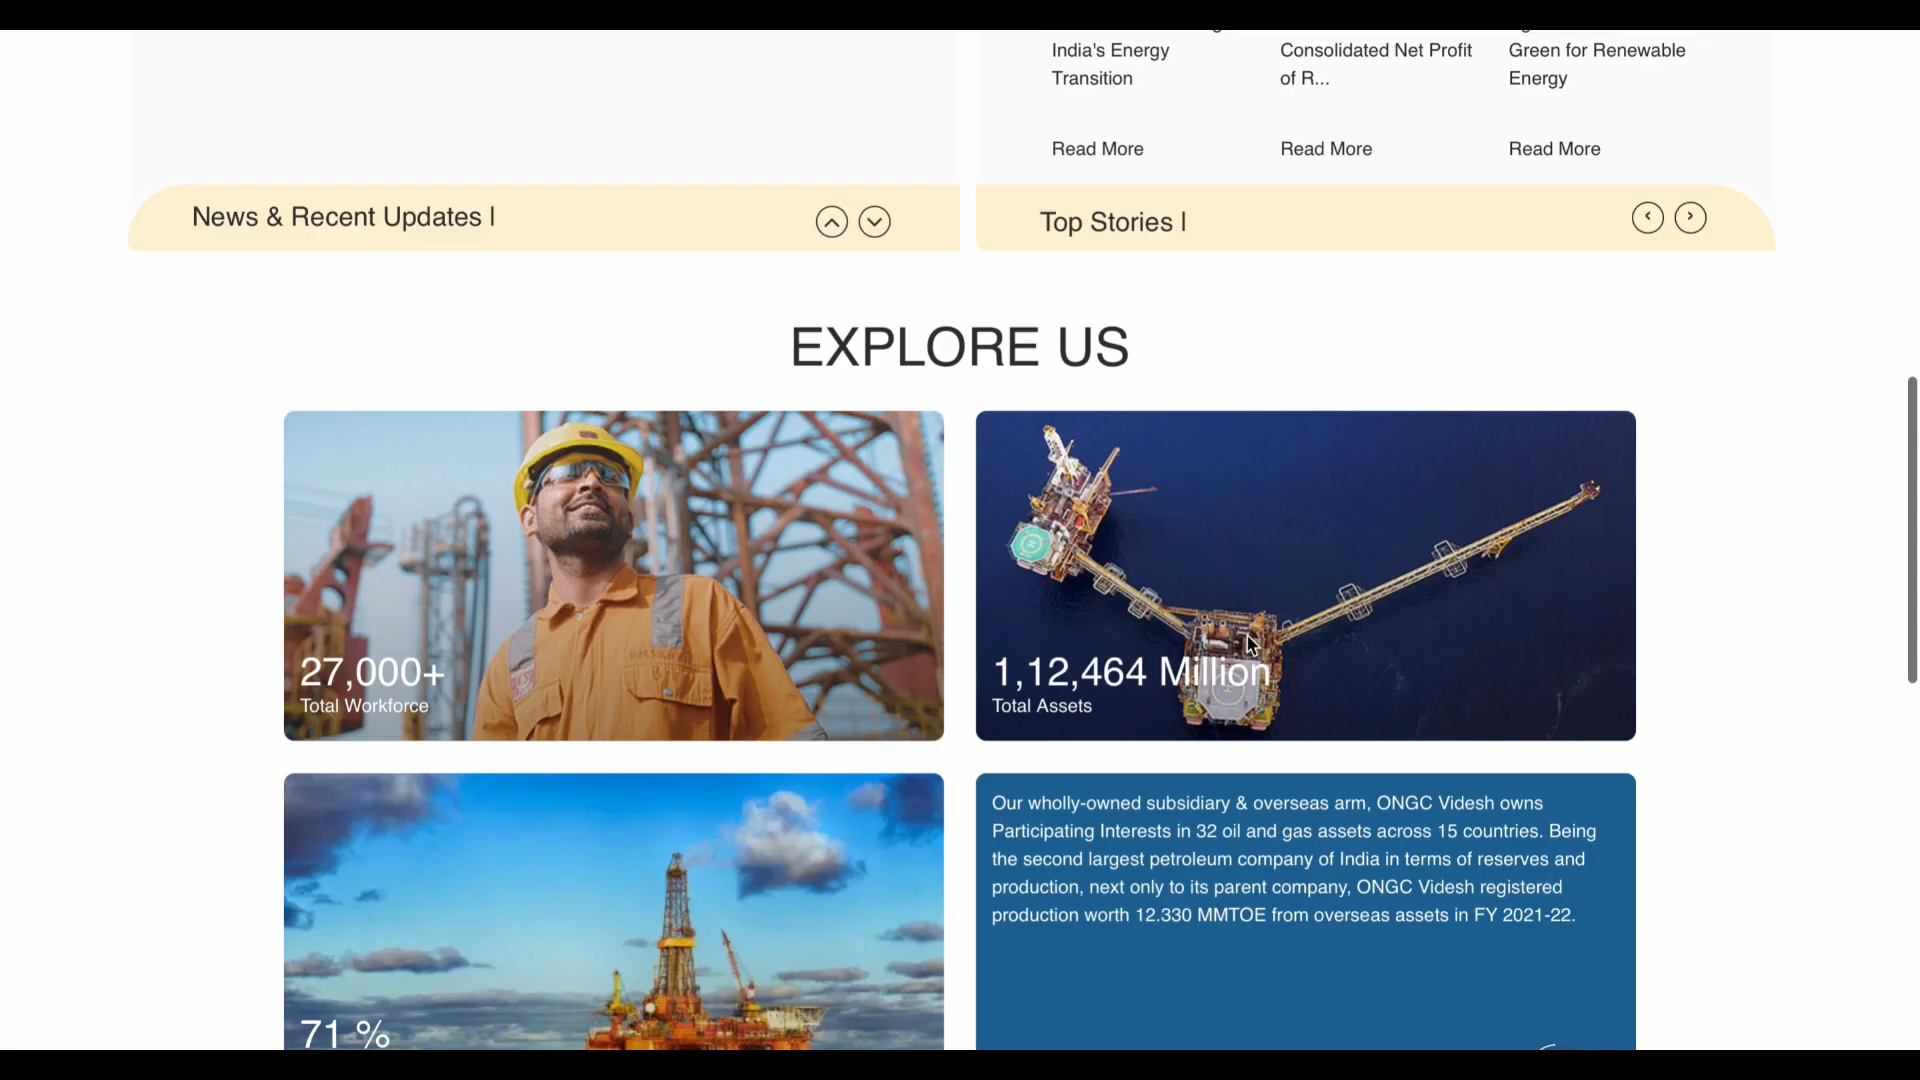 India's Energy
Transition
Read More
Consolidated Net Profit
of R...
Read More
Green for Renewable
Energy
Read More
News & Recent Updates |
Top Stories |
EXPLORE US
27,000+
Total Workforce
1,12,464 Million
Total Assets
71 %
Our wholly-owned subsidiary & overseas arm, ONGC Videsh owns
Participating Interests in 32 oil and gas assets across 15 countries. Being
the second largest petroleum company of India in terms of reserves and
production, next only to its parent company, ONGC Videsh registered
production worth 12.330 MMTOE from overseas assets in FY 2021-22.